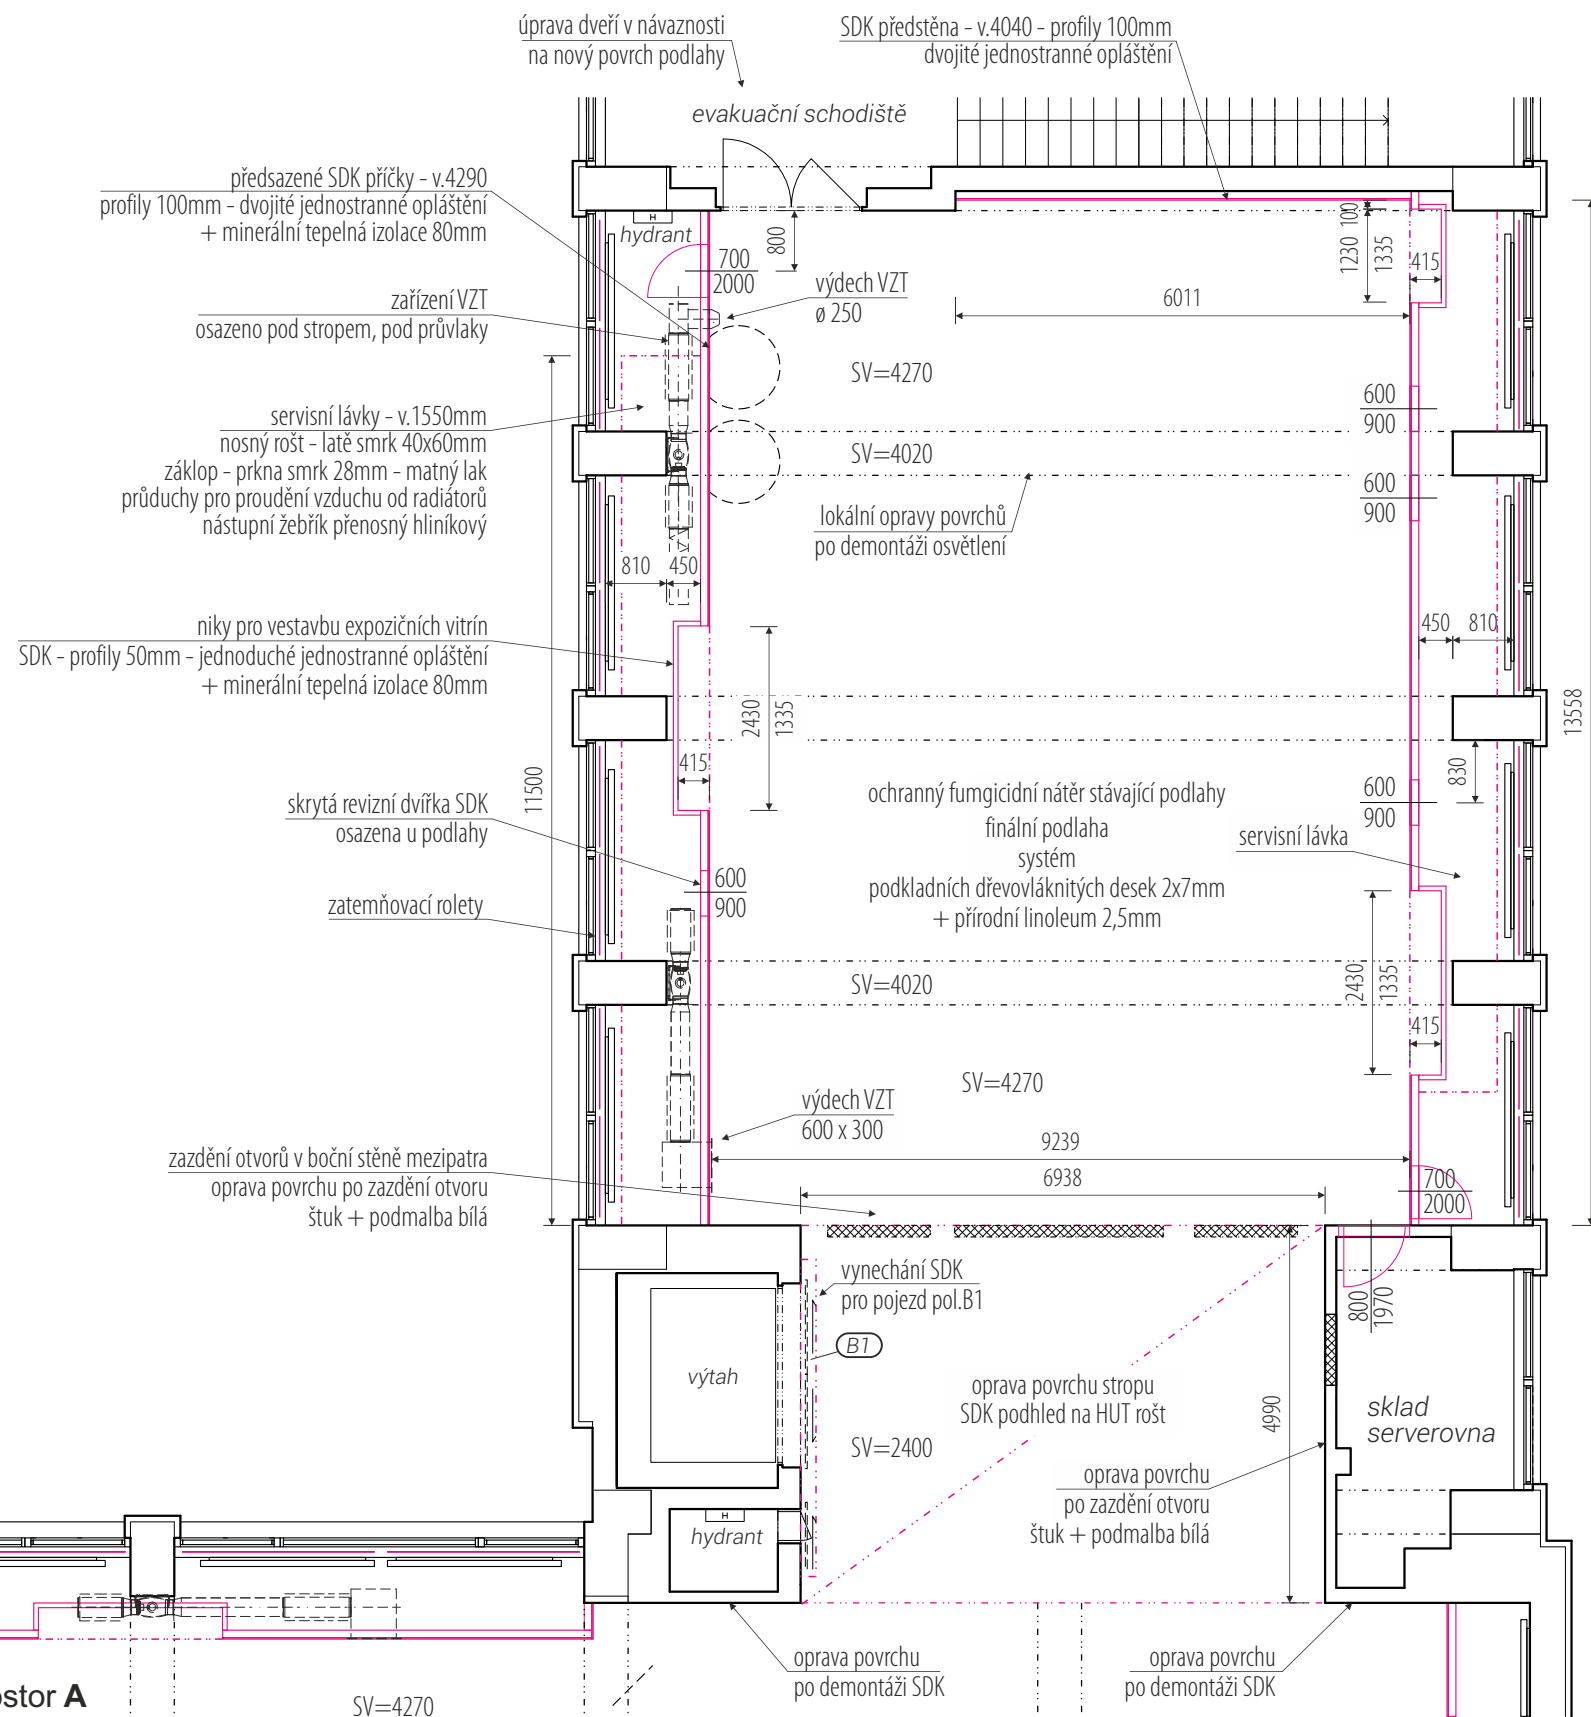 úprava dveří v návaznosti
na nový povrch podlahy
SDK předstěna - v.4040 - profily 100mm
dvojité jednostranné opláštění
evakuační schodiště
předsazené SDK příčky - v.4290
profily 100mm - dvojité jednostranné opláštění
+ minerální tepelná izolace 80mm
H
hydrant
700
2000
800
100
1230
1335
415
zařízení VZT
osazeno pod stropem, pod průvlaky
výdech VZT
ø 250
6011
SV=4270
600
900
servisní lávky - v.1550mm
nosný rošt - latě smrk 40x60mm
záklop - prkna smrk 28mm - matný lak
průduchy pro proudění vzduchu od radiátorů
nástupní žebřík přenosný hliníkový
SV=4020
600
900
lokální opravy povrchů
po demontáži osvětlení
810
450
450
810
niky pro vestavbu expozičních vitrín
SDK - profily 50mm - jednoduché jednostranné opláštění
+ minerální tepelná izolace 80mm
2430
1335
415
13558
11500
830
skrytá revizní dvířka SDK
osazena u podlahy
ochranný fumgicidní nátěr stávající podlahy
finální podlaha
systém
podkladních dřevovláknitých desek 2x7mm
+ přírodní linoleum 2,5mm
600
900
servisní lávka
600
900
zatemňovací rolety
SV=4020
2430
1335
415
SV=4270
výdech VZT
600 x 300
9239
6938
700
2000
zazdění otvorů v boční stěně mezipatra
oprava povrchu po zazdění otvoru
štuk + podmalba bílá
vynechání SDK
pro pojezd pol.B1
B1
800
1970
výtah
oprava povrchu stropu
SDK podhled na HUT rošt
4990
sklad
serverovna
SV=2400
oprava povrchu
po zazdění otvoru
štuk + podmalba bílá
H
hydrant
oprava povrchu
po demontáži SDK
oprava povrchu
po demontáži SDK
ostor A
SV=4270